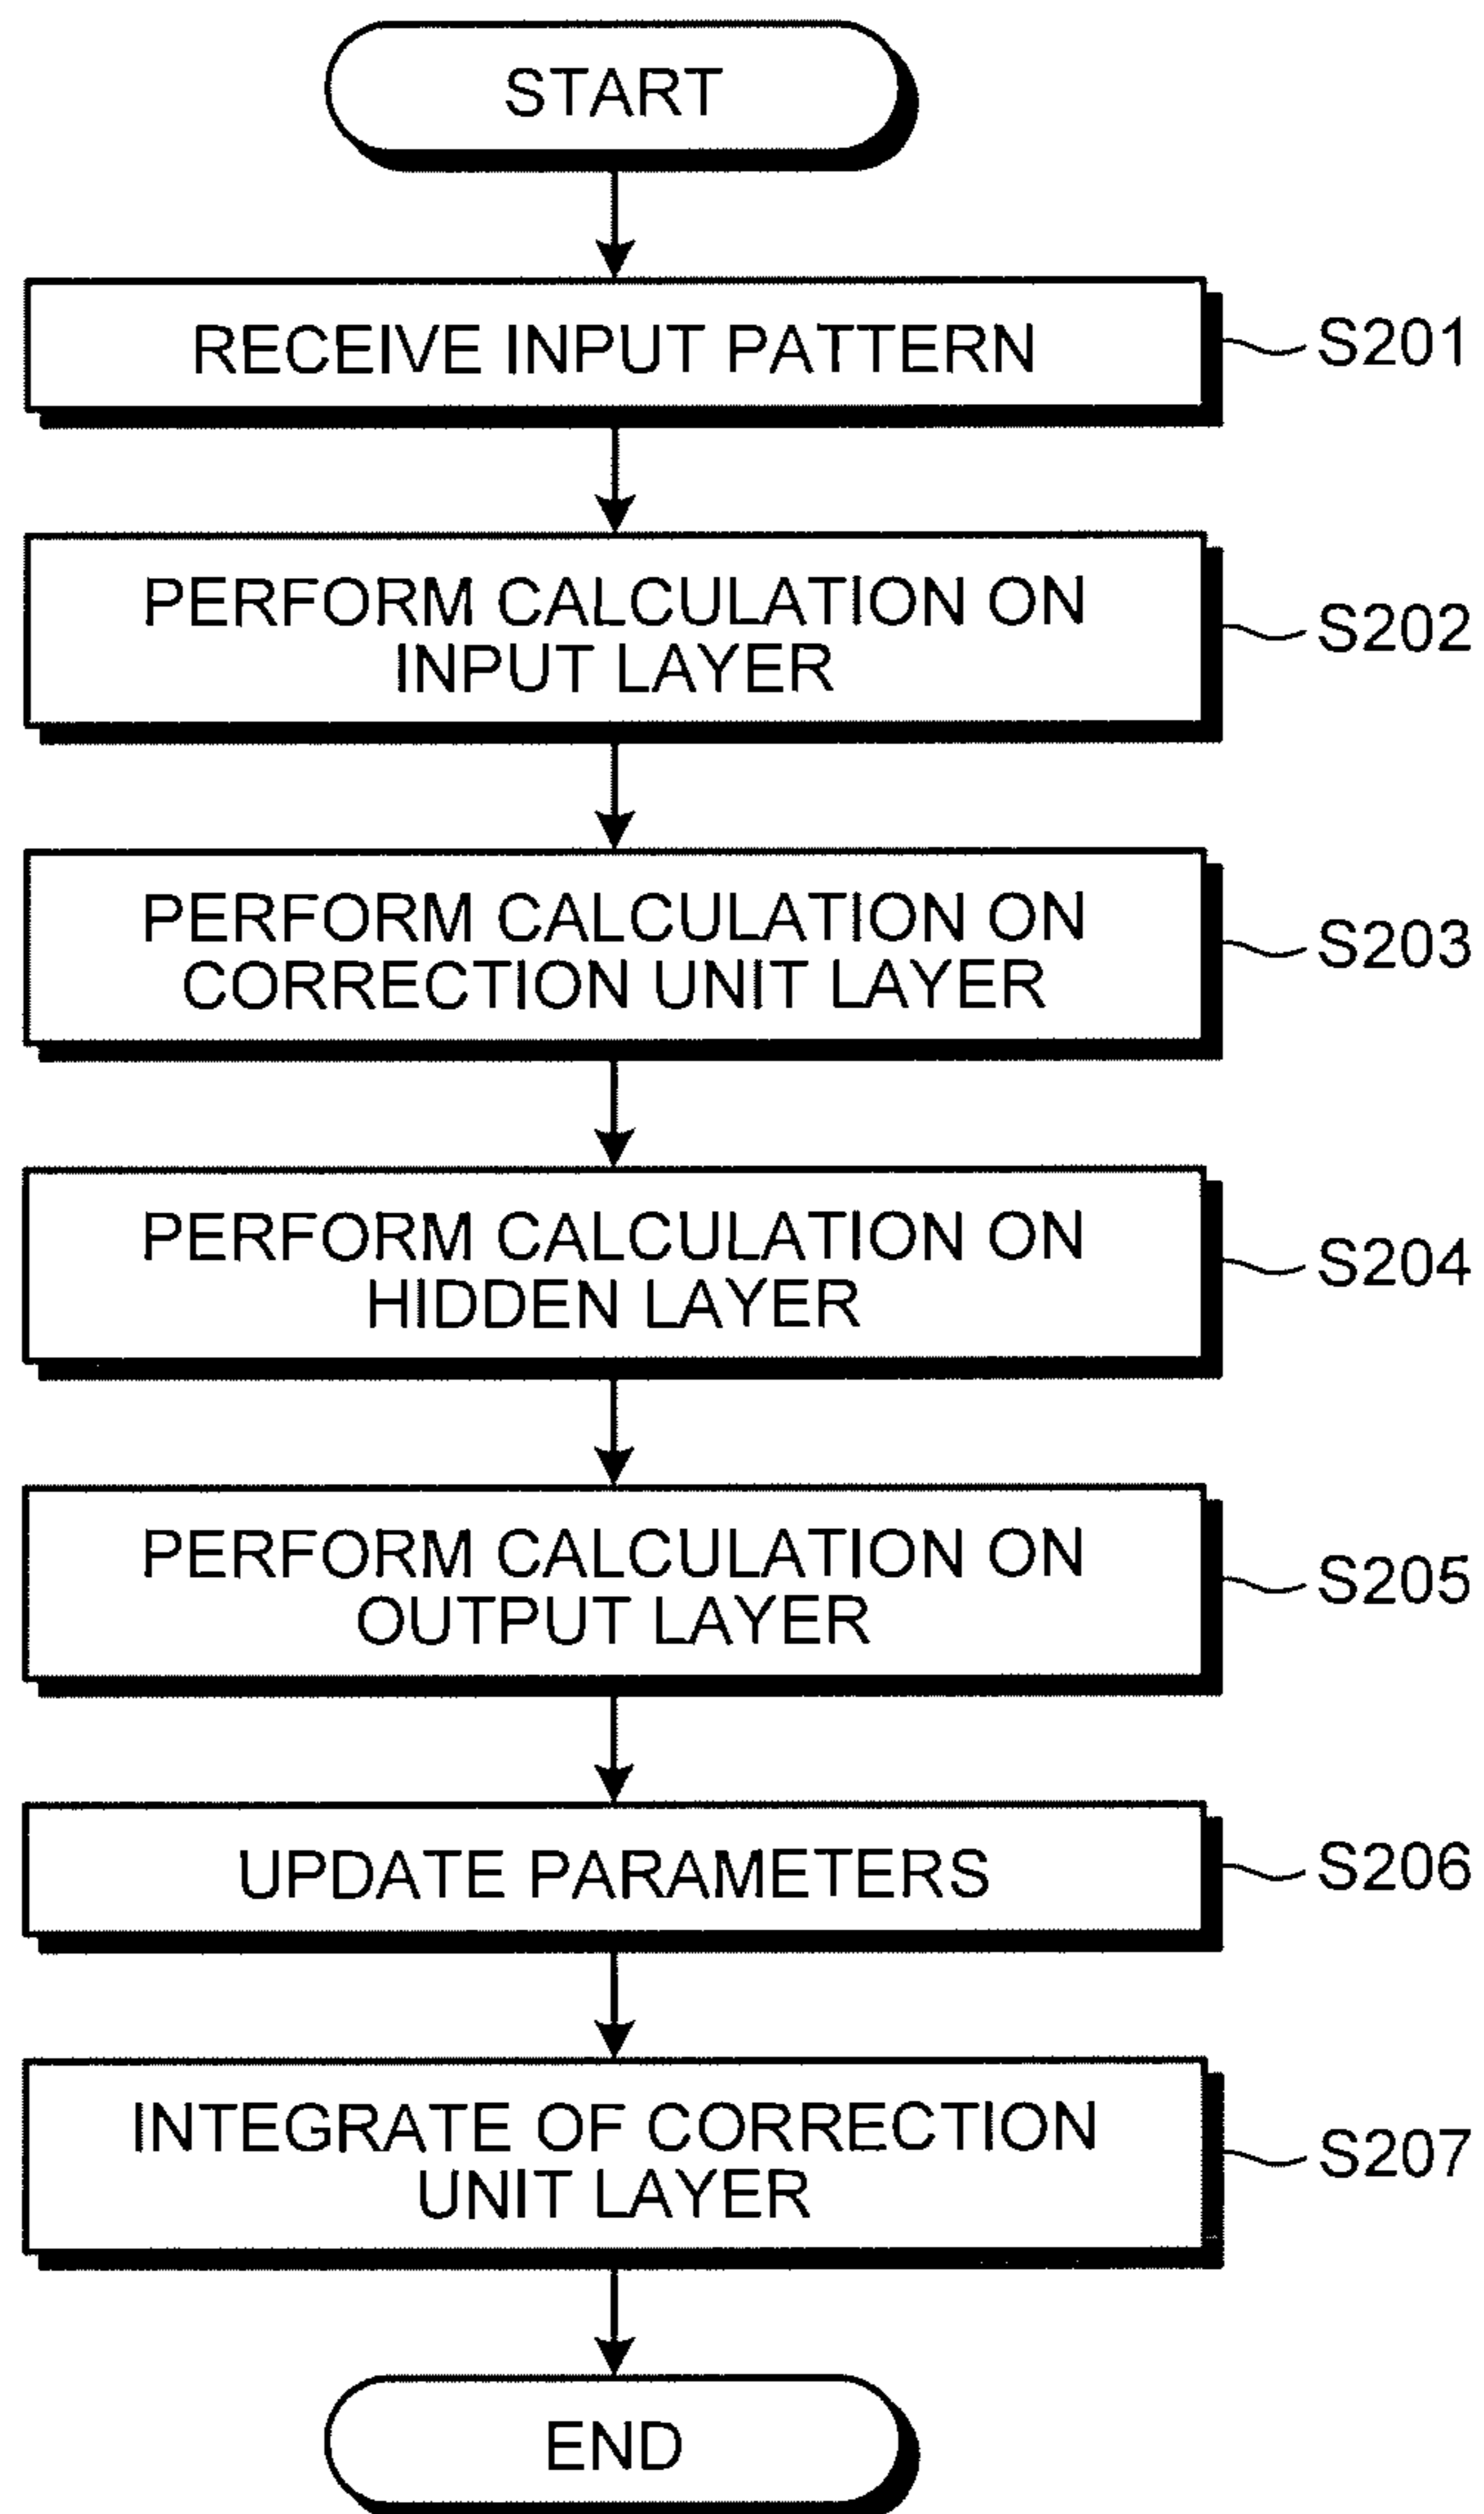 START
RECEIVE INPUT PATTERN
S201
PERFORM CALCULATION ON
INPUT LAYER
S202
PERFORM CALCULATION ON
CORRECTION UNIT LAYER
S203
PERFORM CALCULATION ON
HIDDEN LAYER
S204
PERFORM CALCULATION ON
OUTPUT LAYER
S205
UPDATE PARAMETERS
S206
INTEGRATE OF CORRECTION
UNIT LAYER
S207
END